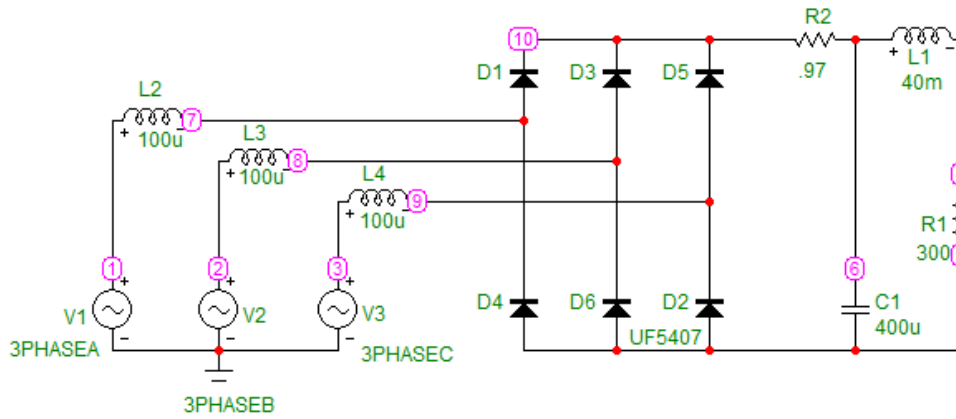 R2
10
D1
D3
D5
.97
L1
40m
L2
+
-
7
100u
L3
+
-
8
100u
L4
+
-
9
100u
R1
300
1
+
2
+
3
+
6
V1
V2
V3
D4
D6
D2
C1
400u
-
-
-
UF5407
3PHASEA
3PHASEC
3PHASEB